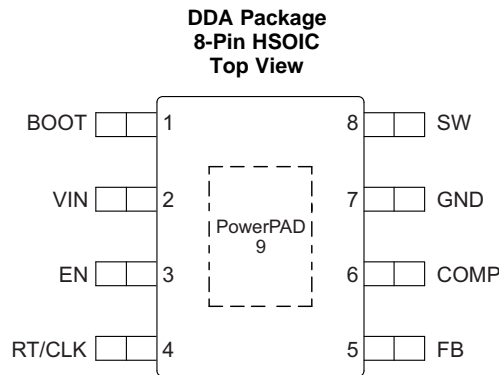 DDA Package
8-Pin HSOIC
Top View
BOOT 1 8 SW
VIN 2 7 GND
PowerPAD
9
EN 3 6 COMP
RT/CLK 4 5 FB